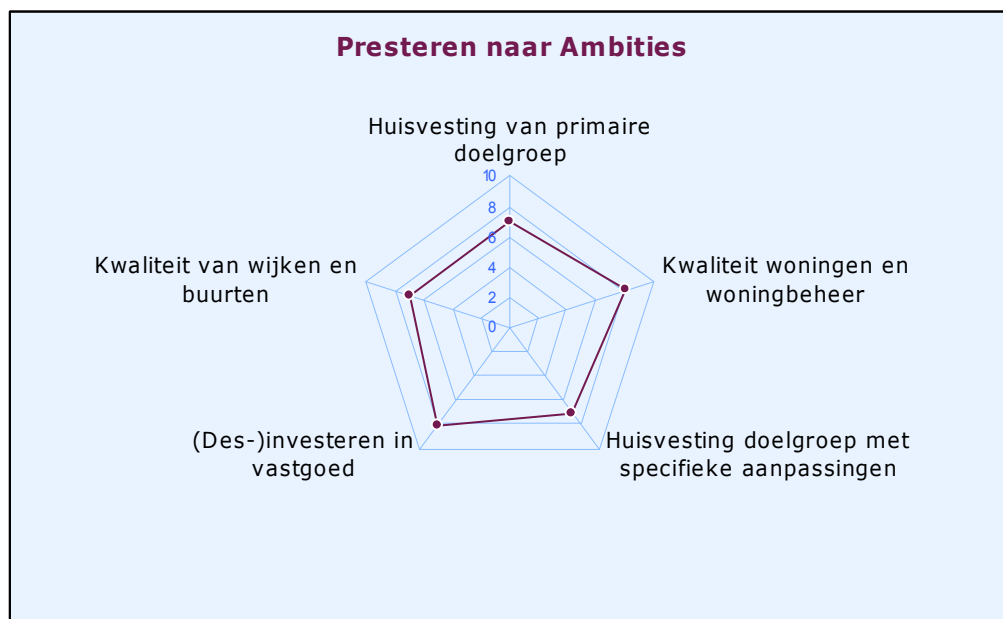 Presteren naar Ambities
Huisvesting van primaire
doelgroep
10
8
6
4
2
0
Kwaliteit van wijken en
buurten
Kwaliteit woningen en
woningbeheer
(Des-)investeren in
vastgoed
Huisvesting doelgroep met
specifieke aanpassingen